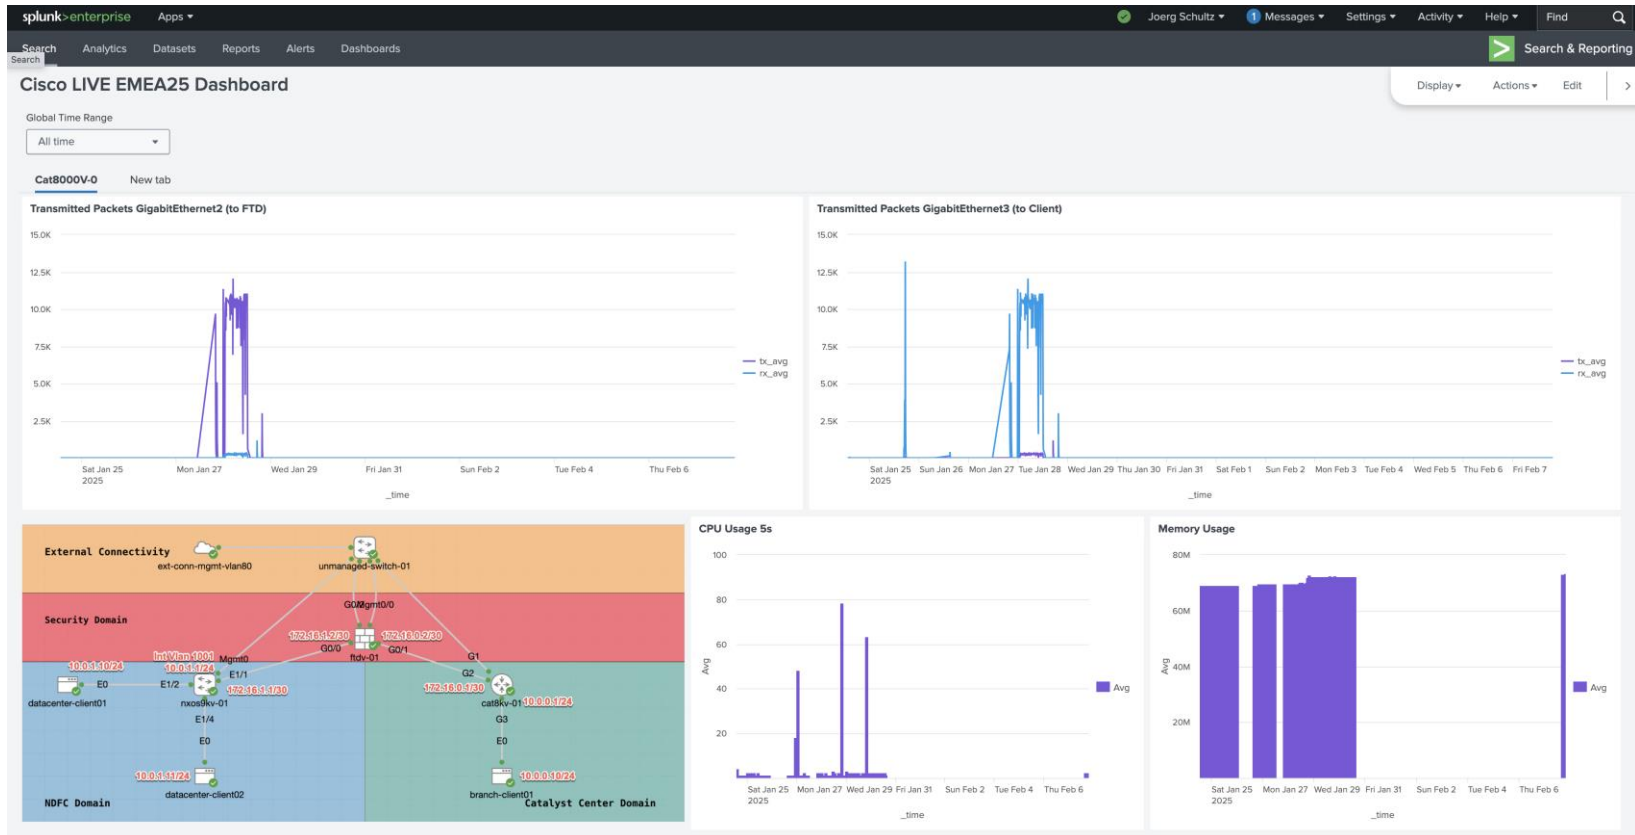 splunk>enterprise Apps Joerg Schultz 1 Messages Settings Activity Help Find
Search Analytics Datasets Reports Alerts Dashboards Search & Reporting
Search
Cisco LIVE EMEA25 Dashboard
Display Actions Edit
Global Time Range
All time
Cat8000V-0 New tab
Transmitted Packets GigabitEthernet2 (to FTD)
15.0K
12.5K
10.0K
7.5K
5.0K
2.5K
tx_avg
rx_avg
Sat Jan 25 Mon Jan 27 Wed Jan 29 Fri Jan 31 Sun Feb 2 Tue Feb 4 Thu Feb 6
2025
_time
Transmitted Packets GigabitEthernet3 (to Client)
15.0K
12.5K
10.0K
7.5K
5.0K
2.5K
tx_avg
rx_avg
Sat Jan 25 Sun Jan 26 Mon Jan 27 Tue Jan 28 Wed Jan 29 Thu Jan 30 Fri Jan 31 Sat Feb 1 Sun Feb 2 Mon Feb 3 Tue Feb 4 Wed Feb 5 Thu Feb 6 Fri Feb 7
2025
_time
External Connectivity
ext-conn-mgmt-vlan80 unmanaged-switch-01
Mgmt0/0
Security Domain
172.16.1.2/30 172.16.0.2/30
G0/0 ftdv-01 G0/1
Int Vlan 1001 Mgmt0 G1
10.0.1.10/24 10.0.1.1/24 E1/1 G2
E0 E1/2 172.16.1.1/30 172.16.0.1/30
datacenter-client01 nxos9kv-01 cat8kv-01 10.0.0.1/24
E1/4 G3
E0 E0
10.0.1.11/24 10.0.0.10/24
datacenter-client02 branch-client01
NDFC Domain Catalyst Center Domain
CPU Usage 5s
100
80
60
40
20
Avg
Avg
Sat Jan 25 Mon Jan 27 Wed Jan 29 Fri Jan 31 Sun Feb 2 Tue Feb 4 Thu Feb 6
2025
_time
Memory Usage
80M
60M
40M
20M
Avg
Avg
Sat Jan 25 Mon Jan 27 Wed Jan 29 Fri Jan 31 Sun Feb 2 Tue Feb 4 Thu Feb 6
2025
_time